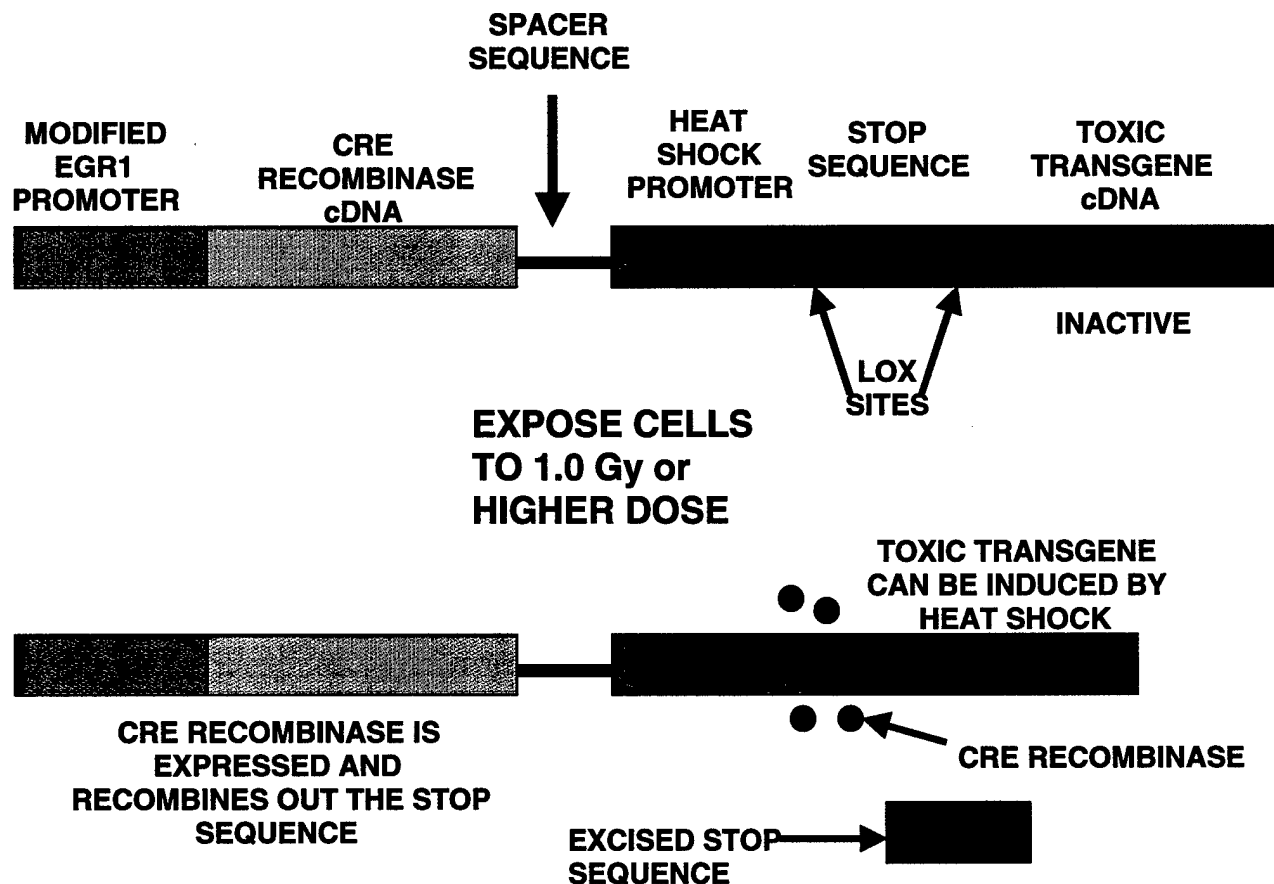 SPACER
SEQUENCE
MODIFIED
EGR1
PROMOTER
CRE
RECOMBINASE
cDNA
HEAT
SHOCK
PROMOTER
STOP
SEQUENCE
TOXIC
TRANSGENE
cDNA
INACTIVE
LOX
SITES
EXPOSE CELLS
TO 1.0 Gy or
HIGHER DOSE
TOXIC TRANSGENE
CAN BE INDUCED BY
HEAT SHOCK
CRE RECOMBINASE IS
EXPRESSED AND
RECOMBINES OUT THE STOP
SEQUENCE
CRE RECOMBINASE
EXCISED STOP
SEQUENCE